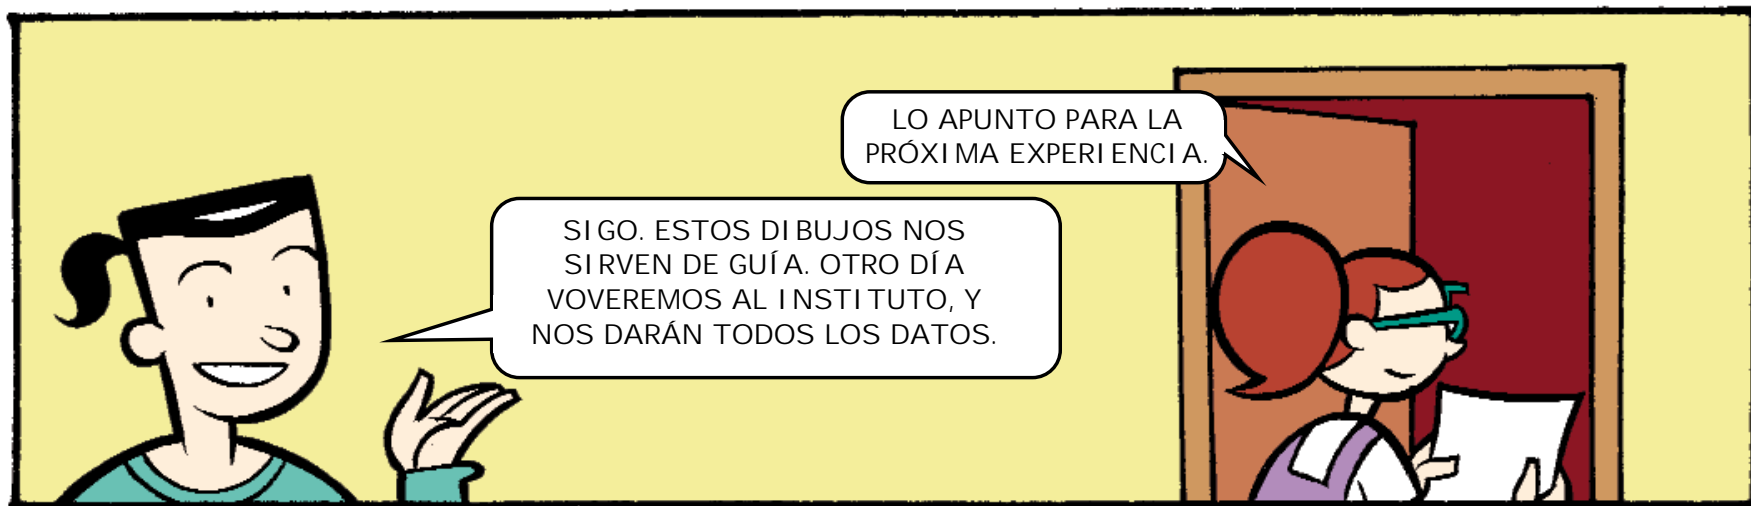 SIGO. ESTOS DIBUJOS NOS
SIRVEN DE GUÍA. OTRO DÍA
VOVEREMOS AL INSTITUTO, Y
NOS DARÁN TODOS LOS DATOS.
LO APUNTO PARA LA
PRÓXIMA EXPERIENCIA.